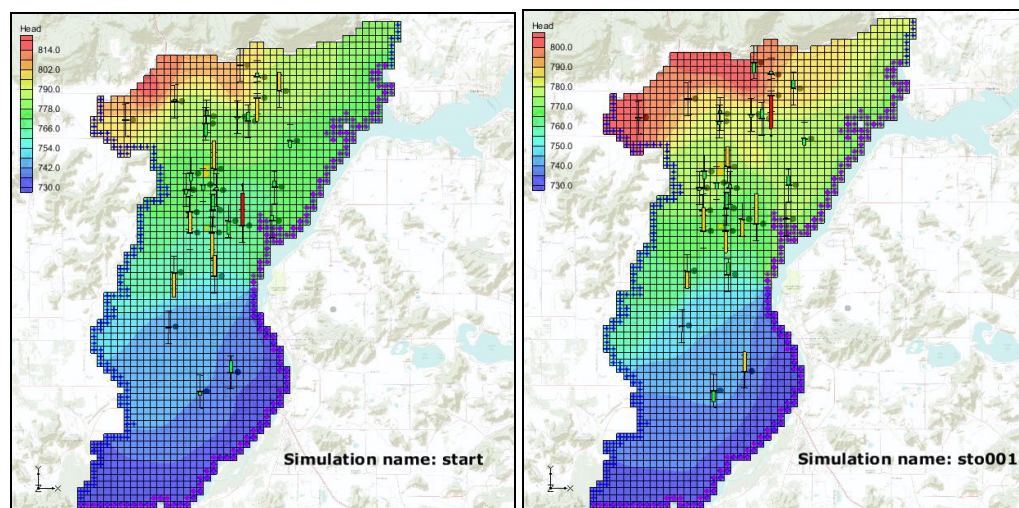 Head
814.0
802.0
790.0
778.0
766.0
754.0
742.0
730.0
Simulation name: start
Y
Z
X
Head
800.0
790.0
780.0
770.0
760.0
750.0
740.0
730.0
Simulation name: sto001
Y
Z
X